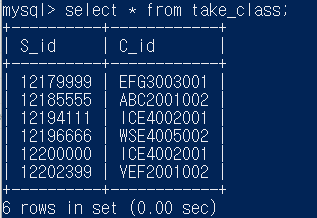 mysql> select * from take_class;
+----------+------------+
| S_id     | C_id       |
+----------+------------+
| 12179999 | EFG3003001 |
| 12185555 | ABC2001002 |
| 12194111 | ICE4002001 |
| 12196666 | WSE4005002 |
| 12200000 | ICE4002001 |
| 12202399 | VEF2001002 |
+----------+------------+
6 rows in set (0.00 sec)